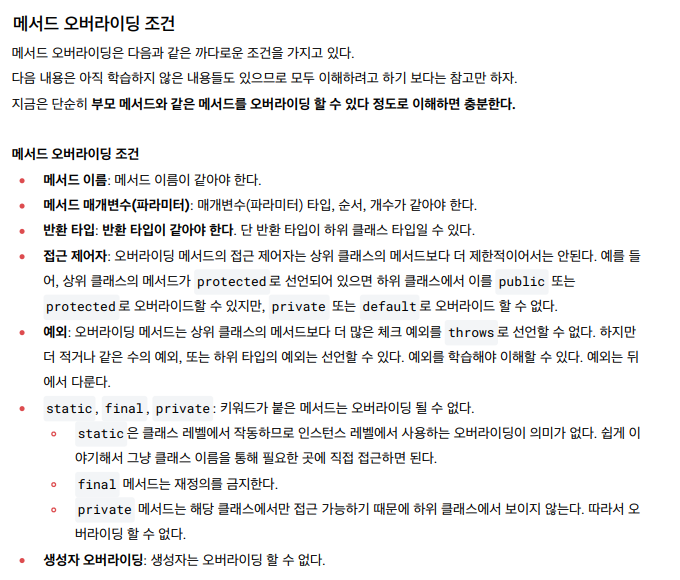 메서드 오버라이딩 조건
메서드 오버라이딩은 다음과 같은 까다로운 조건을 가지고 있다.
다음 내용은 아직 학습하지 않은 내용들도 있으므로 모두 이해하려고 하기 보다는 참고만 하자.
지금은 단순히 부모 메서드와 같은 메서드를 오버라이딩 할 수 있다 정도로 이해하면 충분한다.
메서드 오버라이딩 조건
메서드 이름: 메서드 이름이 같아야 한다.
메서드 매개변수(파라미터): 매개변수(파라미터) 타입, 순서, 개수가 같아야 한다.
반환 타입: 반환 타입이 같아야 한다. 단 반환 타입이 하위 클래스 타입일 수 있다.
접근 제어자: 오버라이딩 메서드의 접근 제어자는 상위 클래스의 메서드보다 더 제한적이어서는 안된다. 예를 들
어, 상위 클래스의 메서드가 protected로 선언되어 있으면 하위 클래스에서 이를 public 또는
protected로 오버라이드할 수 있지만, private 또는 default로 오버라이드 할 수 없다.
예외: 오버라이딩 메서드는 상위 클래스의 메서드보다 더 많은 체크 예외를 throws로 선언할 수 없다. 하지만
더 적거나 같은 수의 예외, 또는 하위 타입의 예외는 선언할 수 있다. 예외를 학습해야 이해할 수 있다. 예외는 뒤
에서 다룬다.
static, final, private: 키워드가 붙은 메서드는 오버라이딩 될 수 없다.
static은 클래스 레벨에서 작동하므로 인스턴스 레벨에서 사용하는 오버라이딩이 의미가 없다. 쉽게 이
야기해서 그냥 클래스 이름을 통해 필요한 곳에 직접 접근하면 된다.
final 메서드는 재정의를 금지한다.
private 메서드는 해당 클래스에서만 접근 가능하기 때문에 하위 클래스에서 보이지 않는다. 따라서 오
버라이딩 할 수 없다.
생성자 오버라이딩: 생성자는 오버라이딩 할 수 없다.